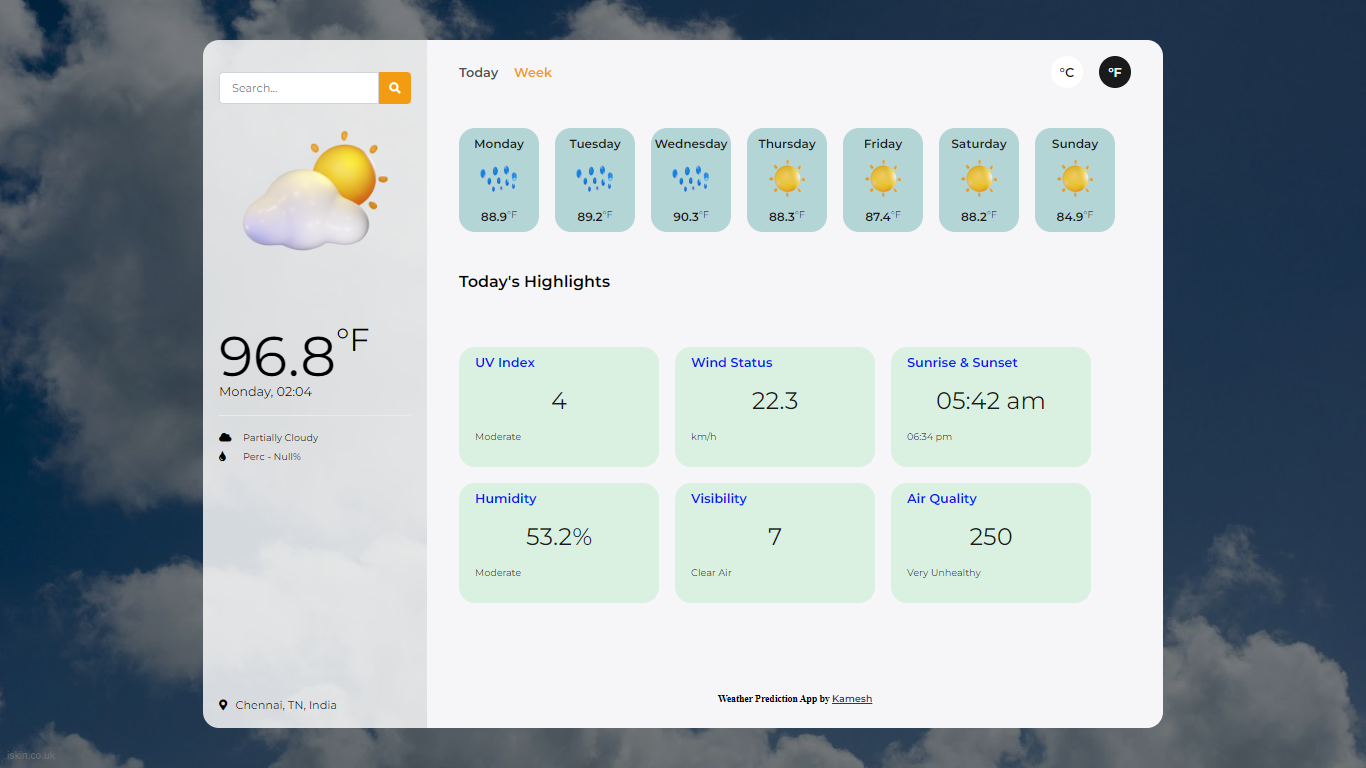 Search...
96.8°F
Monday, 02:04
Partially Cloudy
Perc - Null%
Chennai, TN, India
Today Week °C °F
Monday Tuesday Wednesday Thursday Friday Saturday Sunday
88.9°F 89.2°F 90.3°F 88.3°F 87.4°F 88.2°F 84.9°F
Today's Highlights
UV Index
4
Moderate
Wind Status
22.3
km/h
Sunrise & Sunset
05:42 am
06:34 pm
Humidity
53.2%
Moderate
Visibility
7
Clear Air
Air Quality
250
Very Unhealthy
Weather Prediction App by Kamesh
iskin.co.uk